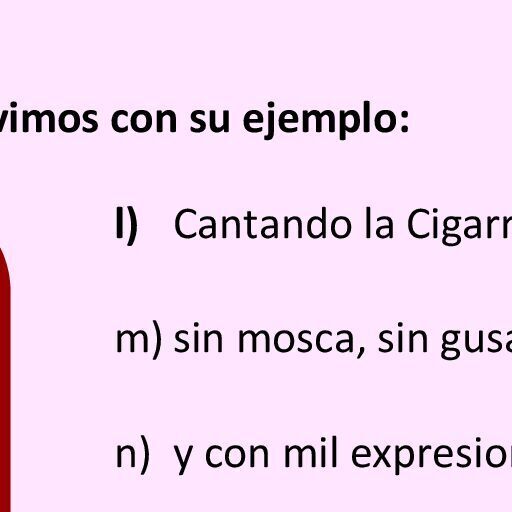 vimos con su ejemplo:
l) Cantando la Cigarr
m) sin mosca, sin gusa
n) y con mil expresion